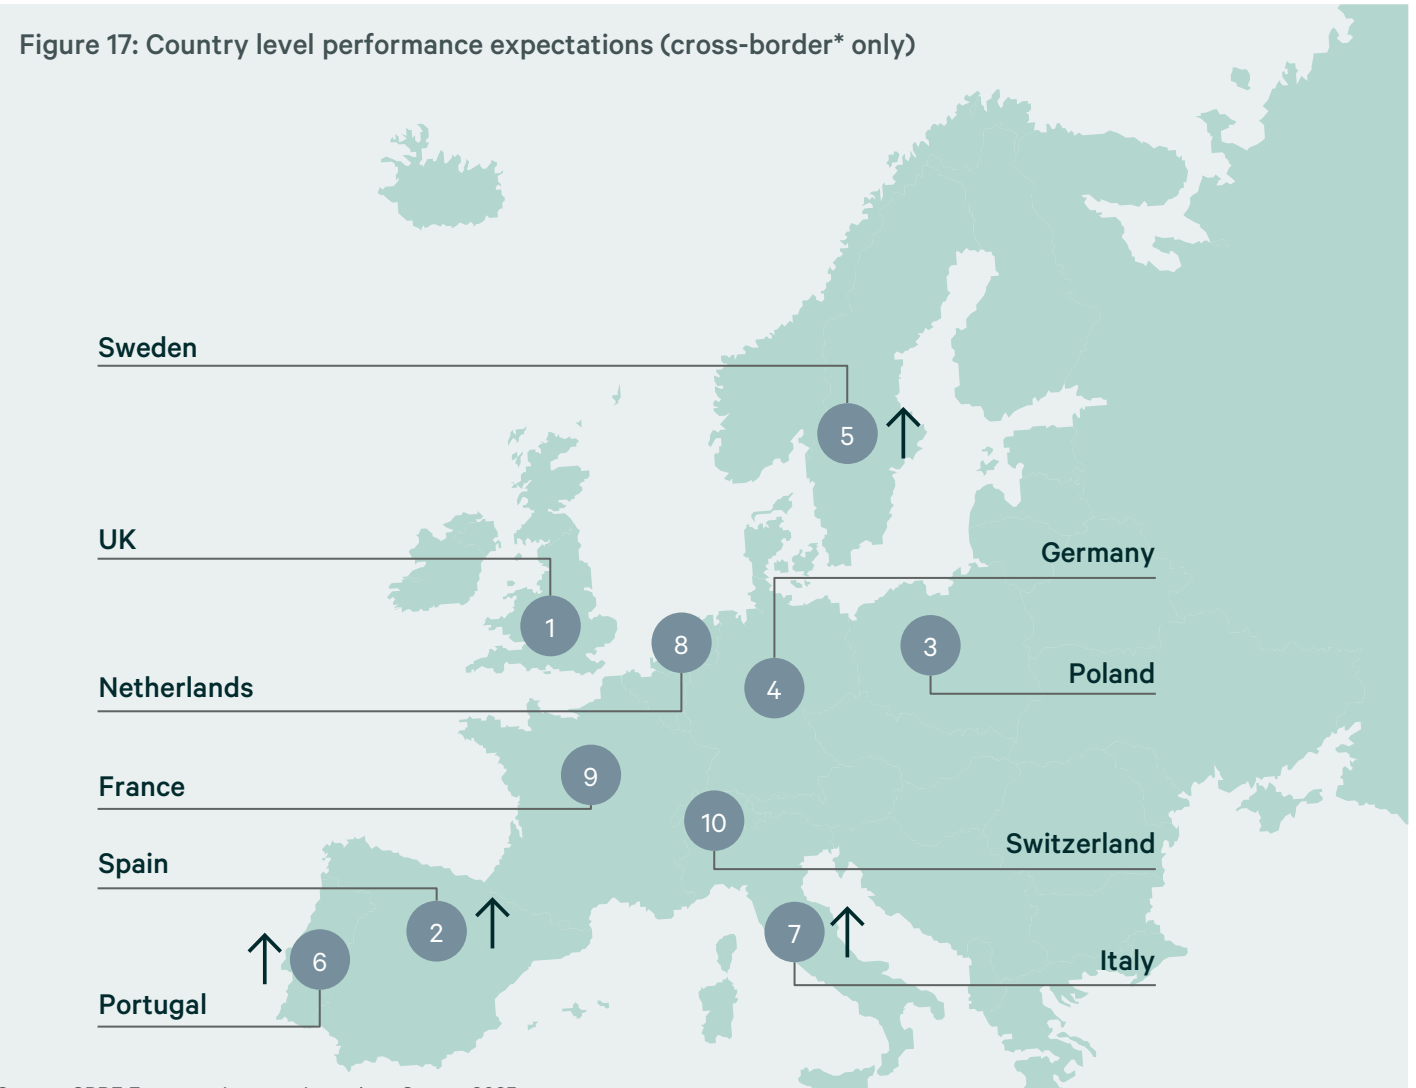 Figure 17: Country level performance expectations (cross-border* only)
Sweden
5
UK
Germany
1
8
3
4
Poland
Netherlands
9
France
10
Switzerland
Spain
2
7
6
Italy
Portugal